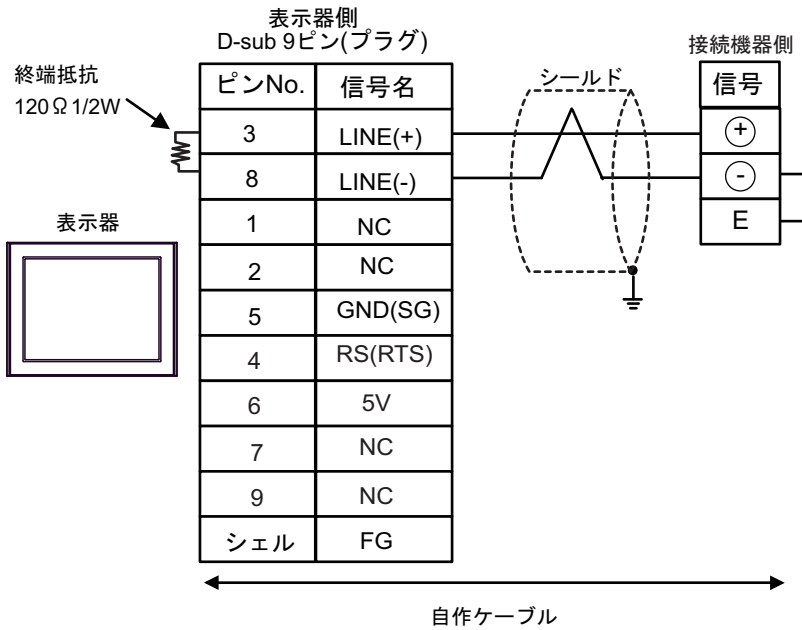 表示器側
D-sub 9ピン(プラグ)
接続機器側
終端抵抗
120Ω1/2W
ピンNo. 信号名
シールド
信号
3 LINE(+)
+
8 LINE(-)
-
1 NC
E
表示器
2 NC
5 GND(SG)
4 RS(RTS)
6 5V
7 NC
9 NC
シェル FG
自作ケーブル